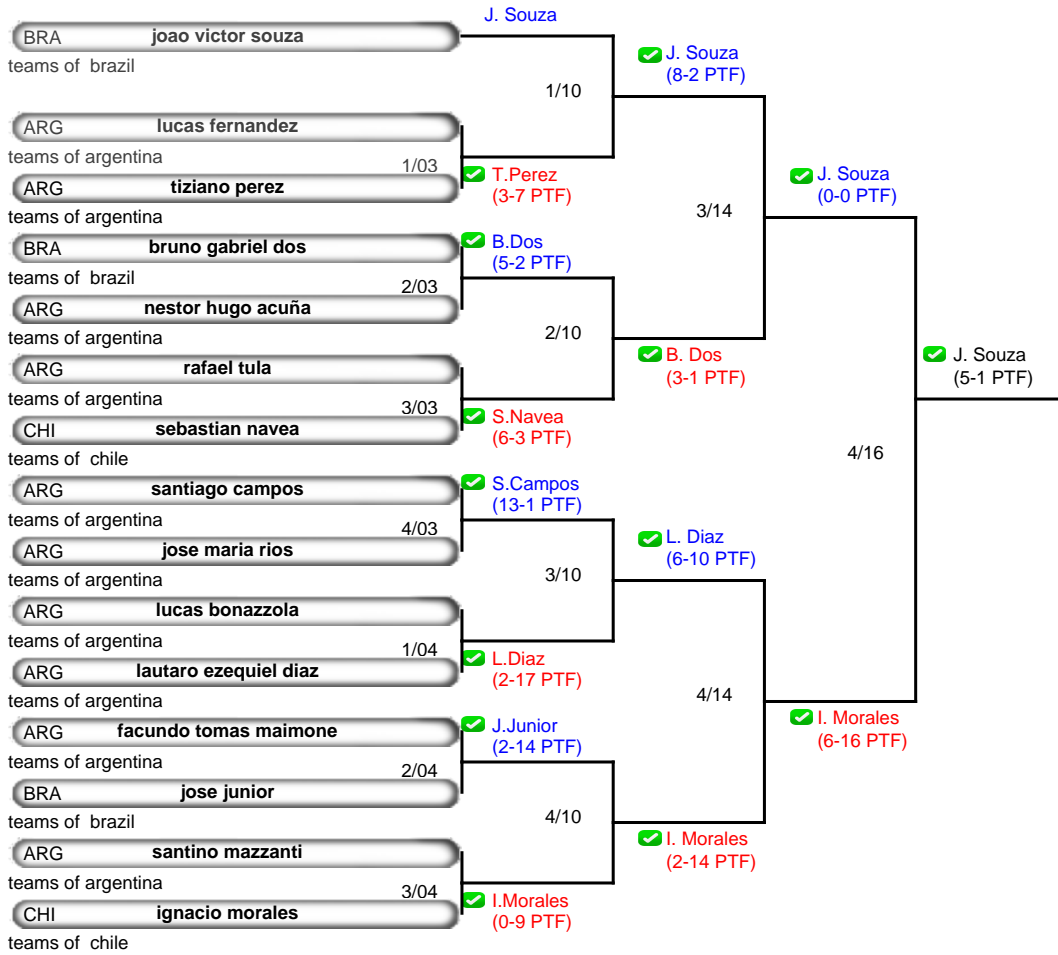 J. Souza
BRA joao victor souza
teams of brazil
J. Souza
(8-2 PTF)
1/10
ARG lucas fernandez
teams of argentina
1/03
T.Perez
(3-7 PTF)
ARG tiziano perez
teams of argentina
J. Souza
(0-0 PTF)
3/14
BRA bruno gabriel dos
teams of brazil
B.Dos
(5-2 PTF)
2/03
ARG nestor hugo acuña
teams of argentina
2/10
B. Dos
(3-1 PTF)
J. Souza
(5-1 PTF)
ARG rafael tula
teams of argentina
3/03
S.Navea
(6-3 PTF)
CHI sebastian navea
teams of chile
4/16
ARG santiago campos
teams of argentina
S.Campos
(13-1 PTF)
4/03
ARG jose maria rios
teams of argentina
L. Diaz
(6-10 PTF)
3/10
ARG lucas bonazzola
teams of argentina
1/04
L.Diaz
(2-17 PTF)
ARG lautaro ezequiel diaz
teams of argentina
4/14
I. Morales
(6-16 PTF)
ARG facundo tomas maimone
teams of argentina
J.Junior
(2-14 PTF)
2/04
BRA jose junior
teams of brazil
4/10
I. Morales
(2-14 PTF)
ARG santino mazzanti
teams of argentina
3/04
I.Morales
(0-9 PTF)
CHI ignacio morales
teams of chile